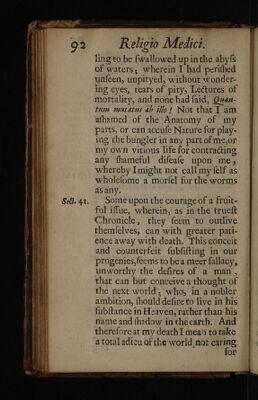 92 Religio Medici.
ling to be ſwallowed up in the abyſs
of waters; wherein I had periſhed
unſeen, unpityed, without wonder-
ing eyes, tears of pity, Lectures of
mortality, and none had ſaid, Quan-
tum mutatus ab illo! Not that I am
aſhamed of the Anatomy of my
parts, or can accuſe Nature for play-
ing the bungler in any part of me, or
my own vitious life for contracting
any ſhameful diſeaſe upon me,
whereby I might not call my ſelf as
wholeſome a morſel for the worms
as any.
Sect. 41. Some upon the courage of a fruit-
ful iſſue, wherein, as in the trueſt
Chronicle, they ſeem to outlive
themſelves, can with greater pati-
ence away with death. This conceit
and counterfeit ſubſiſting in our
progenies, ſeems to be a meer fallacy,
unworthy the deſires of a man,
that can but conceive a thought of
the next world; who, in a nobler
ambition, ſhould deſire to live in his
ſubſtance in Heaven, rather than his
name and ſhadow in the earth. And
therefore at my death I mean to take
a total adieu of the world, not caring
for